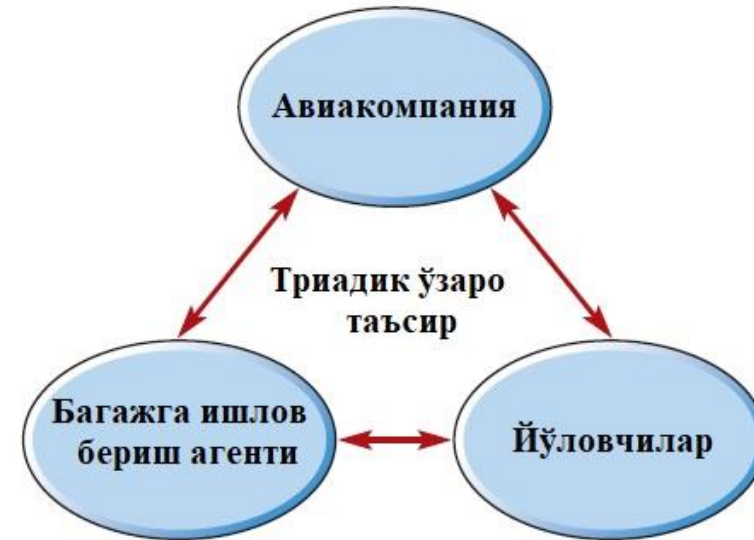 Авиакомпания
Триадик ўзаро
таъсир
Багажга ишлов
бериш агенти
Йўловчилар